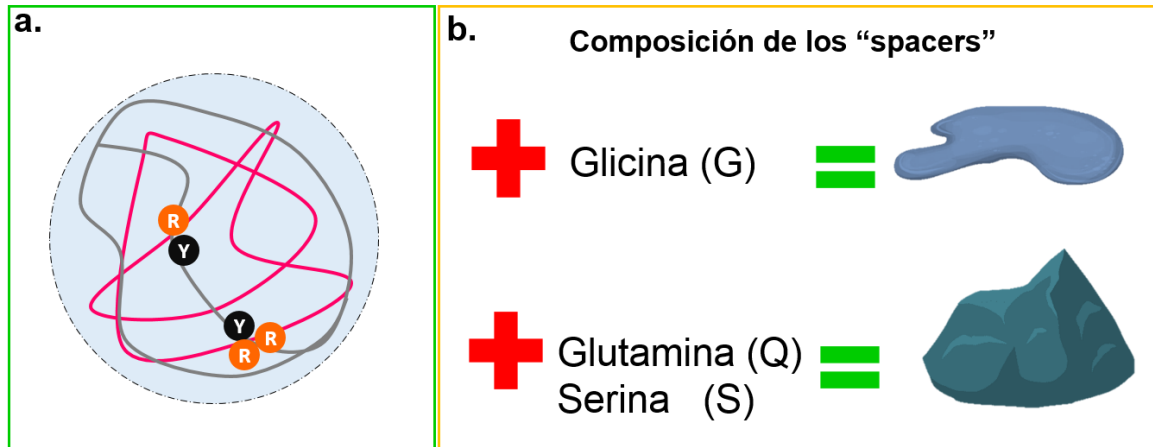 a.
R
Y
Y
R
R
b.
Composición de los “spacers”
Glicina (G)
Glutamina (Q)
Serina (S)